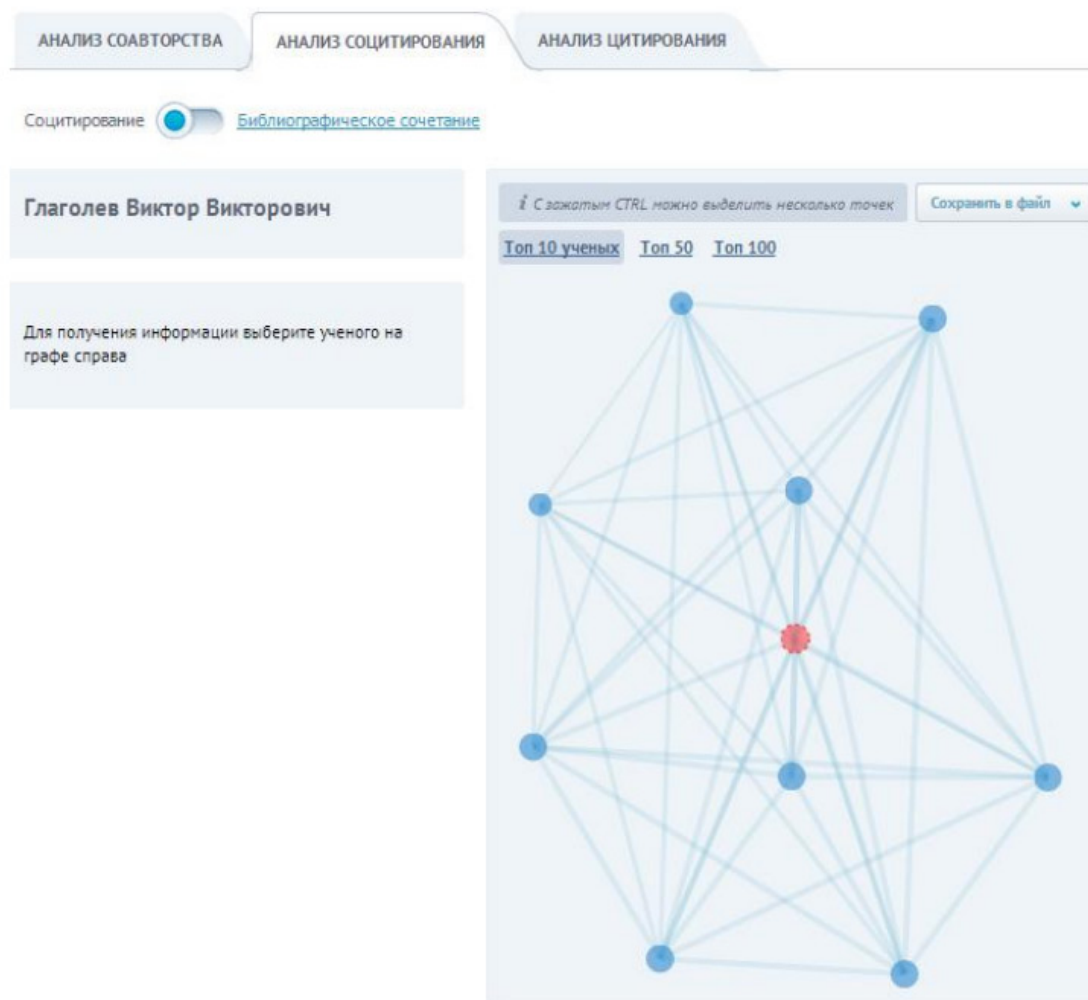 АНАЛИЗ СОАВТОРСТВА
АНАЛИЗ СОЦИТИРОВАНИЯ
АНАЛИЗ ЦИТИРОВАНИЯ
Социтирование
Библиографическое сочетание
Глаголев Виктор Викторович
Для получения информации выберите ученого на
графе справа
i С зажатым CTRL можно выделить несколько точек
Сохранить в файл
Топ 10 ученых
Топ 50
Топ 100